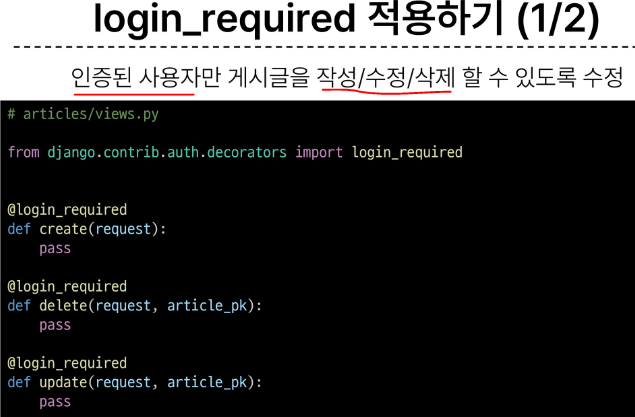 login_required 적용하기 (1/2)
인증된 사용자만 게시글을 작성/수정/삭제 할 수 있도록 수정
# articles/views.py
from django.contrib.auth.decorators import login_required
@login_required
def create(request):
    pass
@login_required
def delete(request, article_pk):
    pass
@login_required
def update(request, article_pk):
    pass